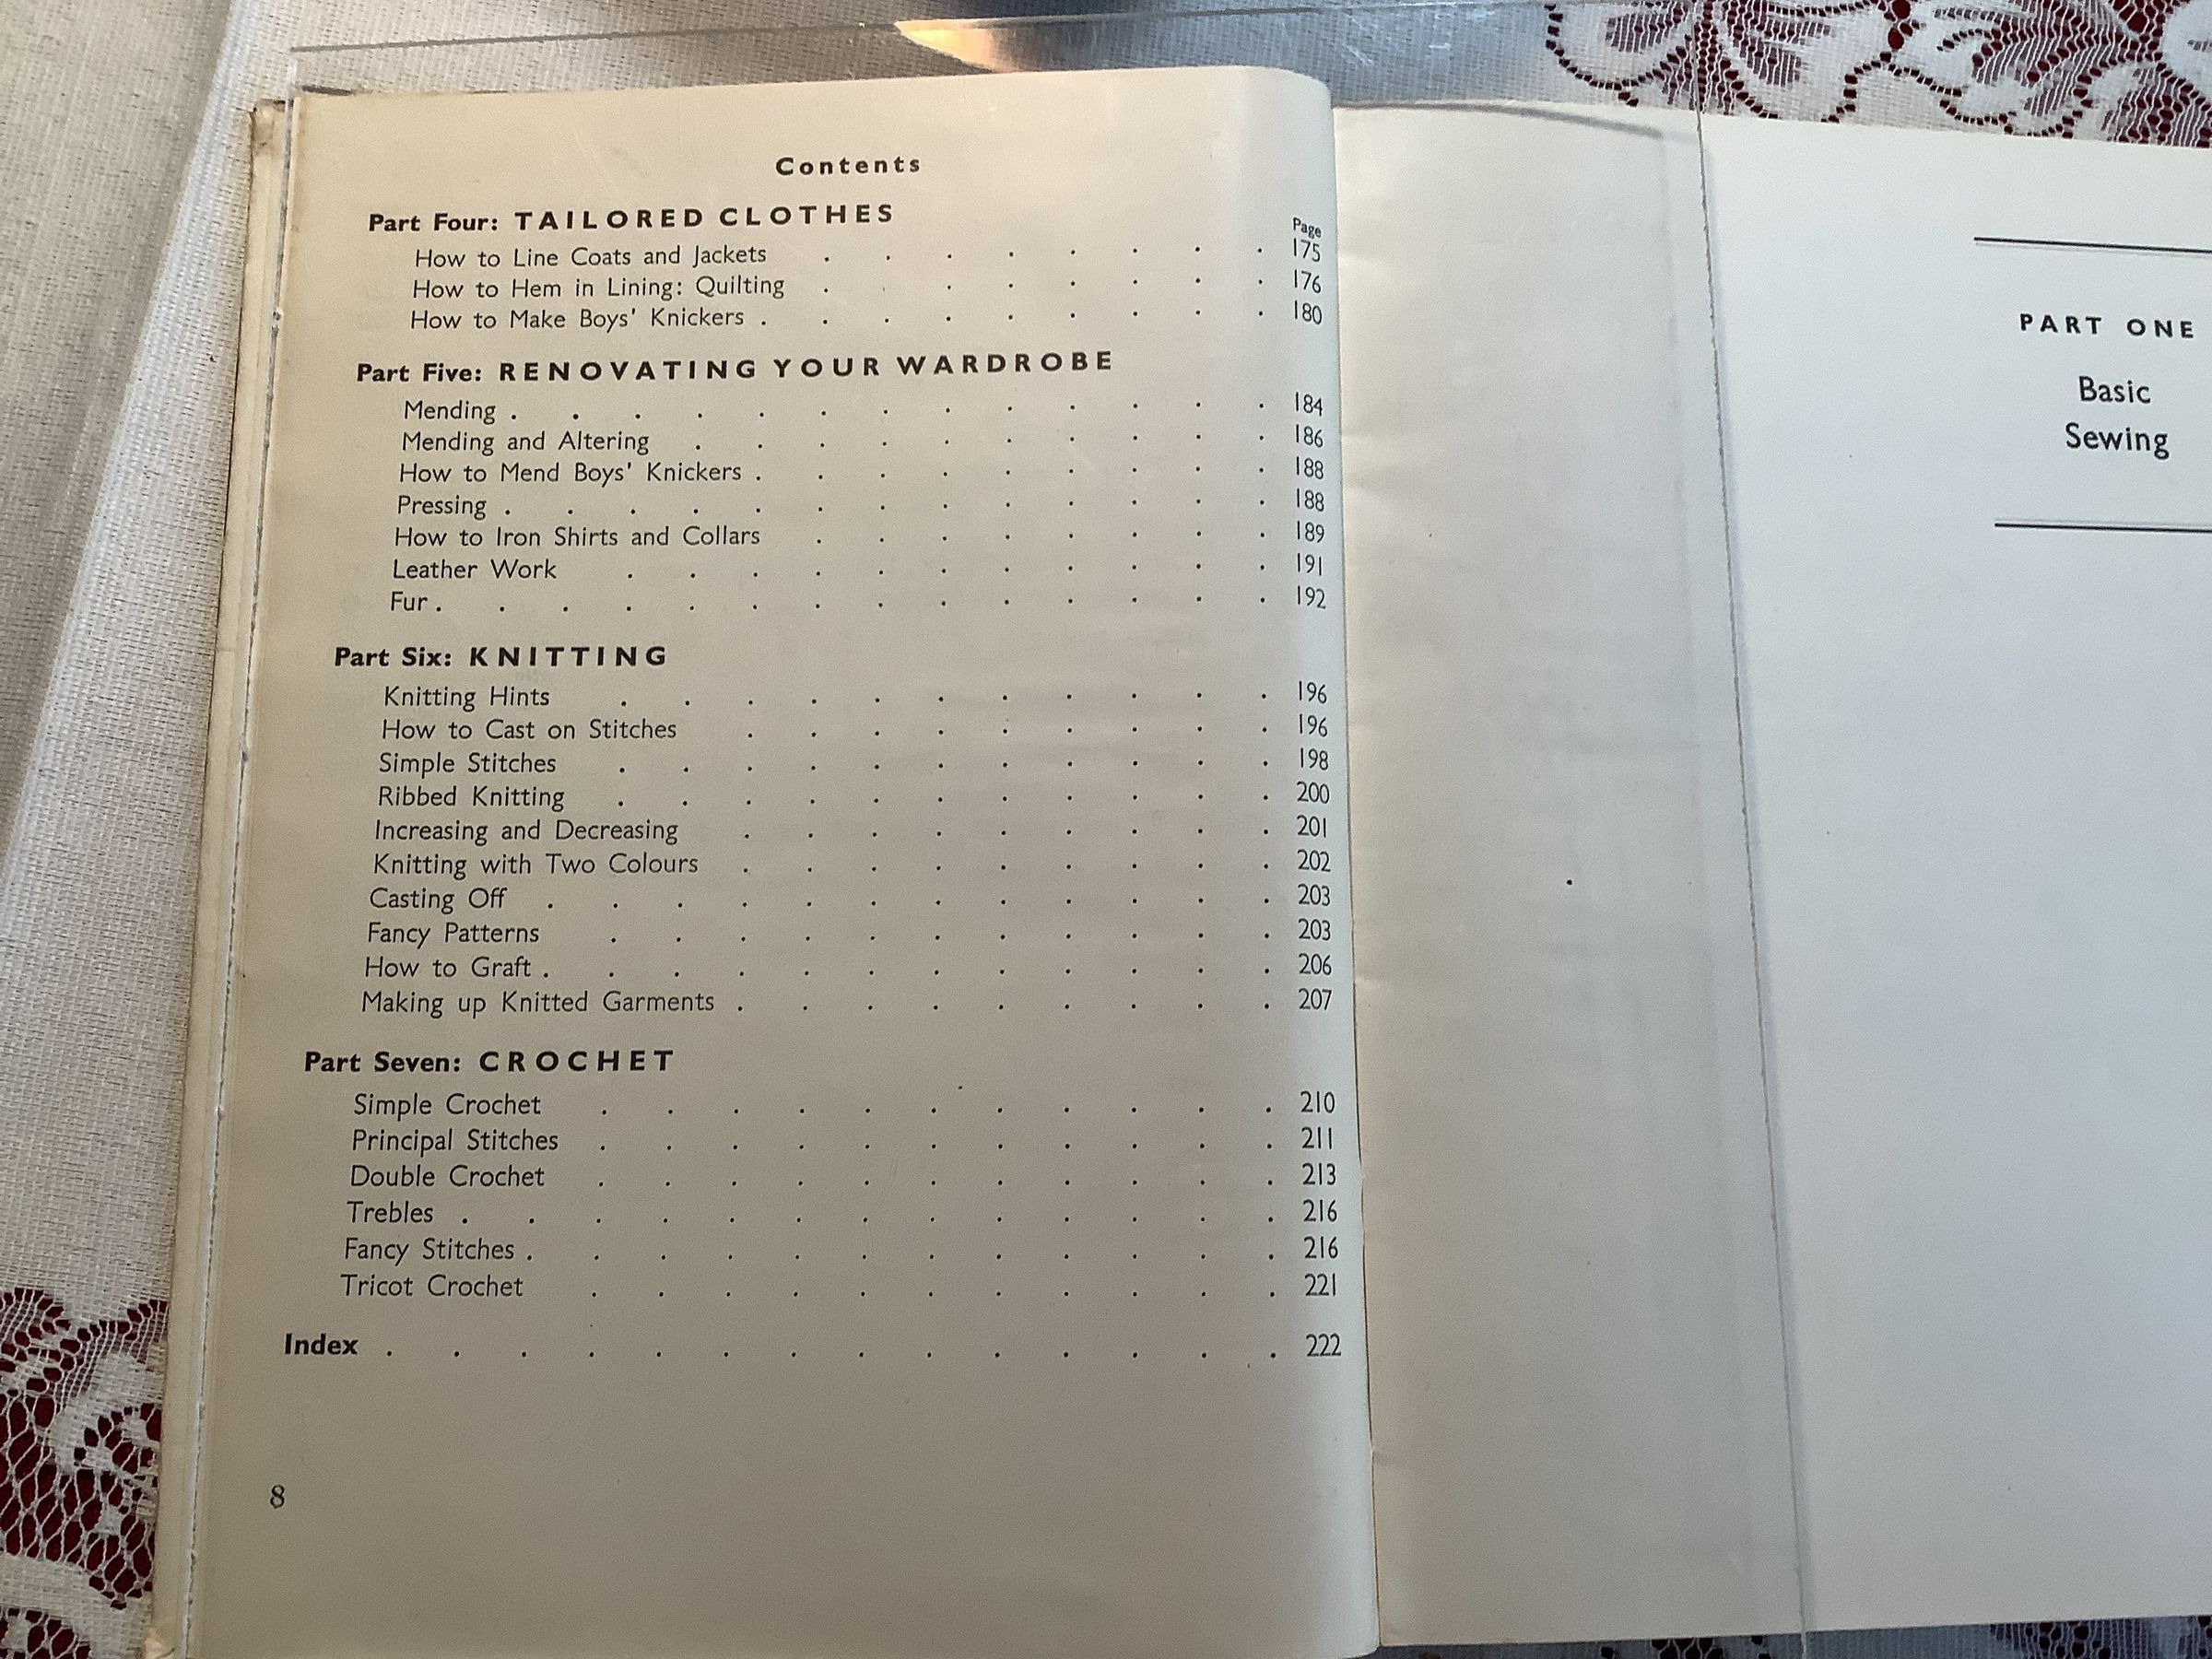 Contents
Part Four: TAILORED CLOTHES
Page
How to Line Coats and Jackets . . . . . . . . 175
How to Hem in Lining: Quilting . . . . . . . . 176
How to Make Boys' Knickers . . . . . . . . . 180
Part Five: RENOVATING YOUR WARDROBE
Mending . . . . . . . . . . . . . 184
Mending and Altering . . . . . . . . . . 186
How to Mend Boys' Knickers . . . . . . . . . 188
Pressing . . . . . . . . . . . . . 188
How to Iron Shirts and Collars . . . . . . . . 189
Leather Work . . . . . . . . . . . 191
Fur . . . . . . . . . . . . . . 192
Part Six: KNITTING
Knitting Hints . . . . . . . . . . . 196
How to Cast on Stitches . . . . . . . . . 196
Simple Stitches . . . . . . . . . . . 198
Ribbed Knitting . . . . . . . . . . . 200
Increasing and Decreasing . . . . . . . . . 201
Knitting with Two Colours . . . . . . . . . 202
Casting Off . . . . . . . . . . . . 203
Fancy Patterns . . . . . . . . . . . 203
How to Graft . . . . . . . . . . . . 206
Making up Knitted Garments . . . . . . . . . 207
Part Seven: CROCHET
Simple Crochet . . . . . . . . . . . 210
Principal Stitches . . . . . . . . . . . 211
Double Crochet . . . . . . . . . . . 213
Trebles . . . . . . . . . . . . . 216
Fancy Stitches . . . . . . . . . . . . 216
Tricot Crochet . . . . . . . . . . . 221
Index . . . . . . . . . . . . . . 222
8
PART ONE
Basic
Sewing